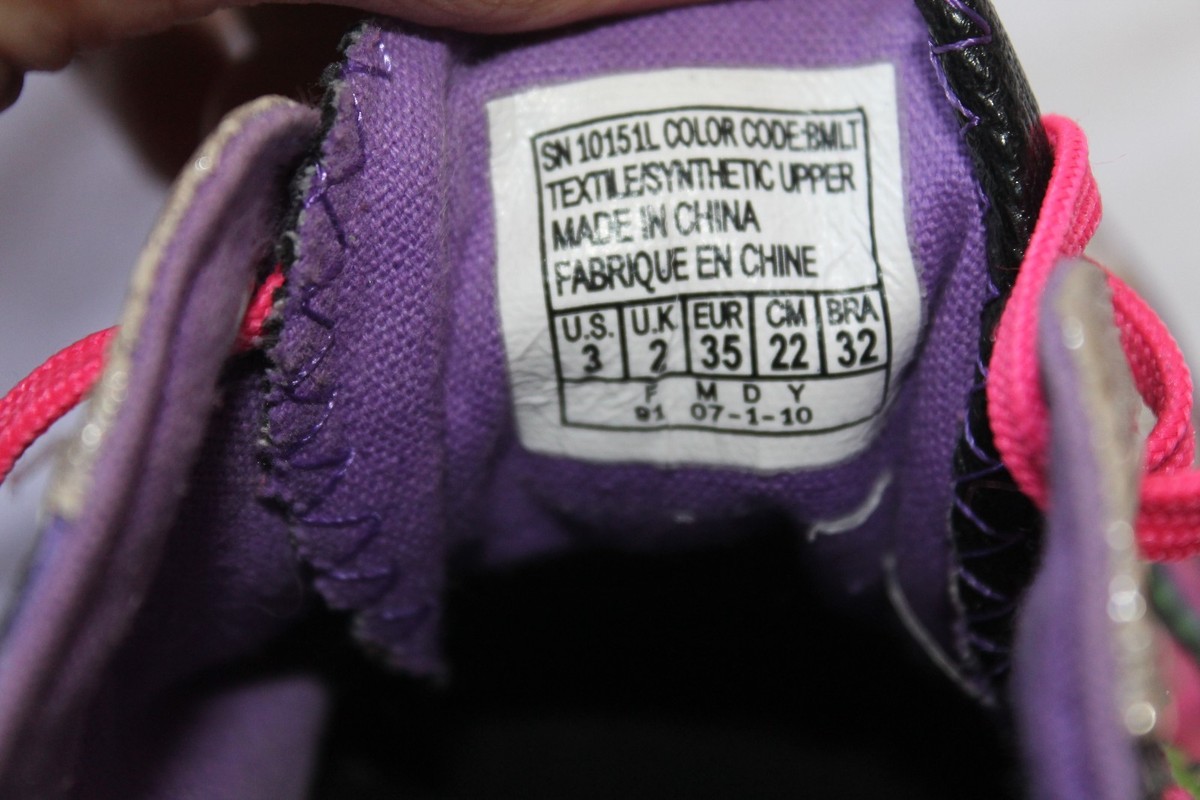 SN 10151L COLOR CODE:BMLT
TEXTILE/SYNTHETIC UPPER
MADE IN CHINA
FABRIQUE EN CHINE
U.S. U.K EUR CM BRA
3 2 35 22 32
F M D Y
91 07-1-10